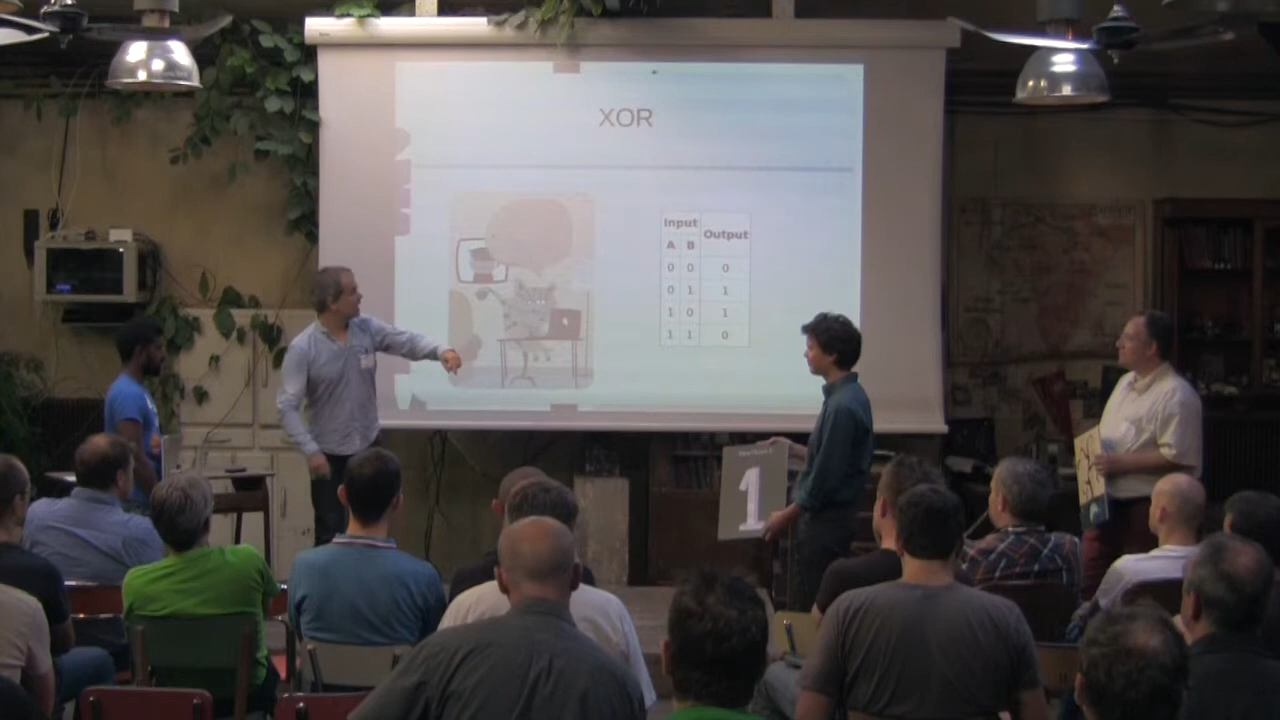 XOR
Input Output
A B
0 0 0
0 1 1
1 0 1
1 1 0
1